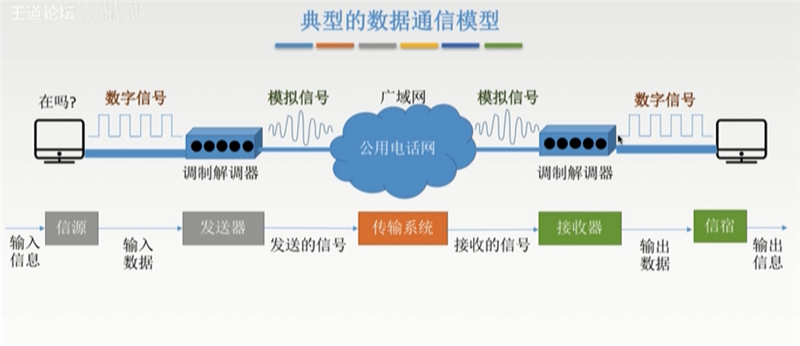 王道论坛
典型的数据通信模型
在吗?
数字信号
模拟信号
广域网
模拟信号
数字信号
公用电话网
调制解调器
调制解调器
信源
发送器
传输系统
接收器
信宿
输入
信息
输入
数据
发送的信号
接收的信号
输出
数据
输出
信息